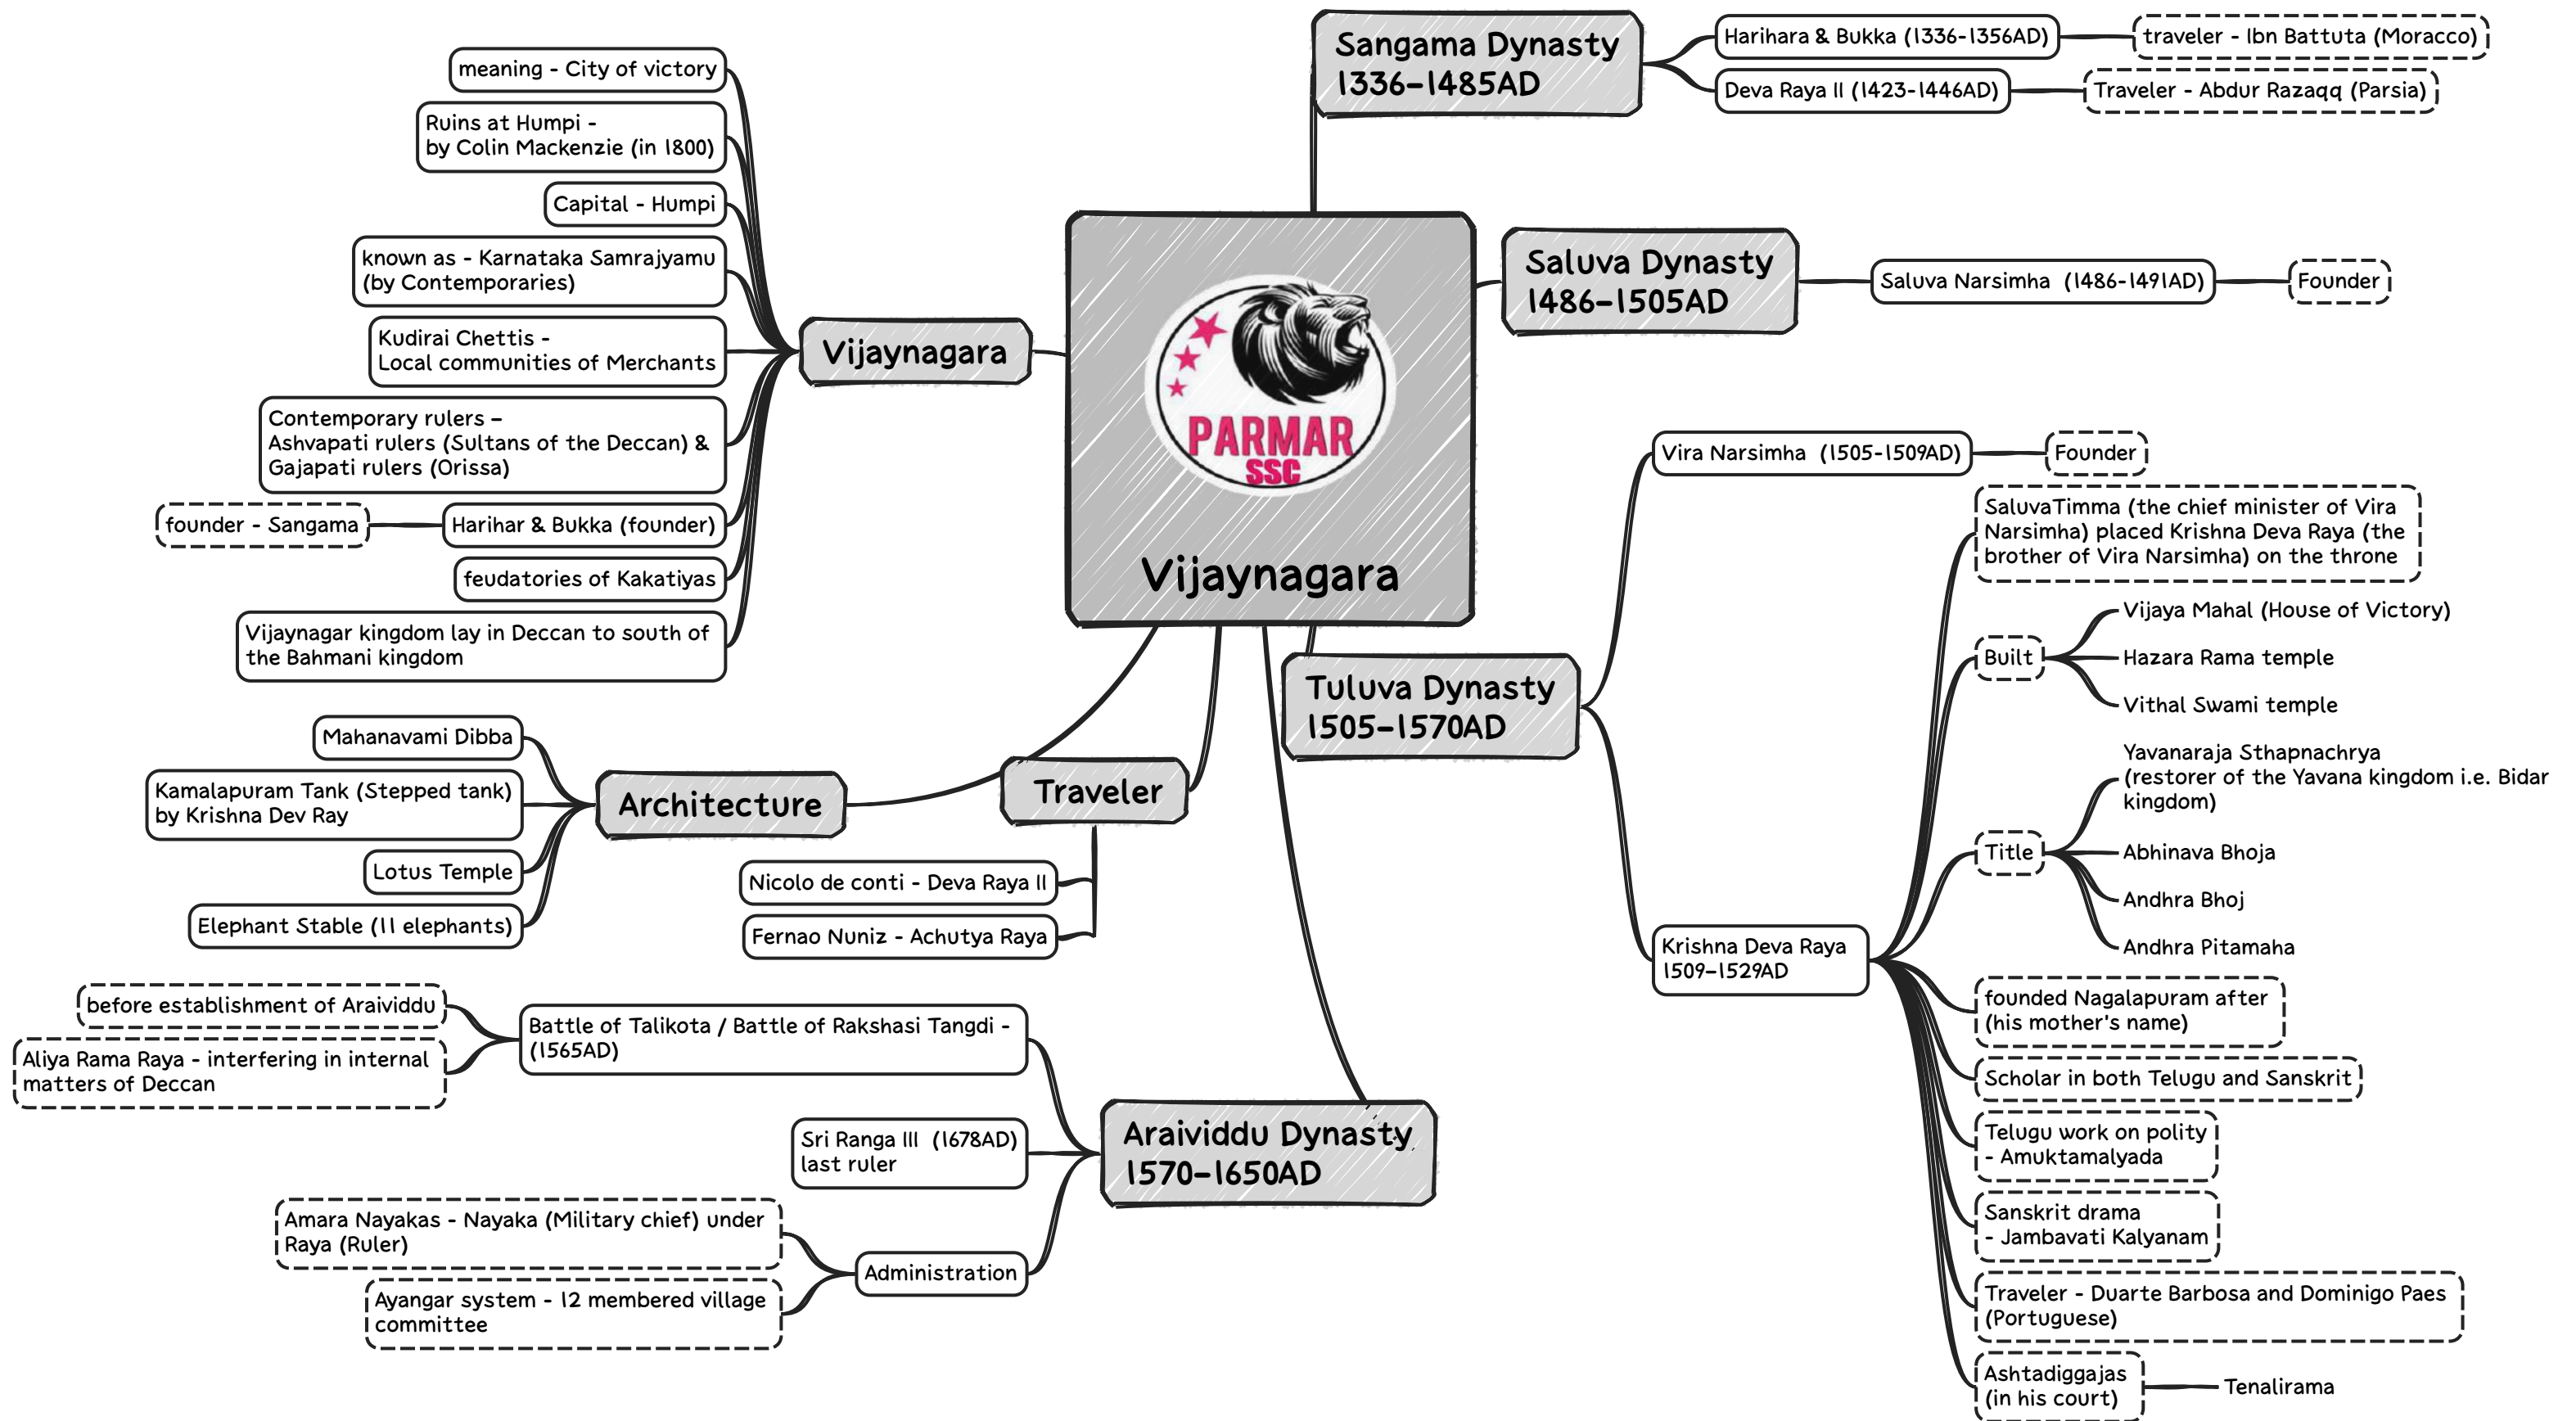 Vijaynagara
PARMAR
SSC
Vijaynagara
meaning - City of victory
Ruins at Humpi -
by Colin Mackenzie (in 1800)
Capital - Humpi
known as - Karnataka Samrajyamu
(by Contemporaries)
Kudirai Chettis -
Local communities of Merchants
Contemporary rulers –
Ashvapati rulers (Sultans of the Deccan) &
Gajapati rulers (Orissa)
Harihar & Bukka (founder)
founder - Sangama
feudatories of Kakatiyas
Vijaynagar kingdom lay in Deccan to south of
the Bahmani kingdom
Sangama Dynasty
1336–1485AD
Harihara & Bukka (1336-1356AD)
traveler - Ibn Battuta (Moracco)
Deva Raya II (1423-1446AD)
Traveler - Abdur Razaqq (Parsia)
Saluva Dynasty
1486–1505AD
Saluva Narsimha (1486-1491AD)
Founder
Tuluva Dynasty
1505–1570AD
Vira Narsimha (1505-1509AD)
Founder
Krishna Deva Raya
1509–1529AD
SaluvaTimma (the chief minister of Vira
Narsimha) placed Krishna Deva Raya (the
brother of Vira Narsimha) on the throne
Built
Vijaya Mahal (House of Victory)
Hazara Rama temple
Vithal Swami temple
Title
Yavanaraja Sthapnachrya
(restorer of the Yavana kingdom i.e. Bidar
kingdom)
Abhinava Bhoja
Andhra Bhoj
Andhra Pitamaha
founded Nagalapuram after
(his mother's name)
Scholar in both Telugu and Sanskrit
Telugu work on polity
- Amuktamalyada
Sanskrit drama
- Jambavati Kalyanam
Traveler - Duarte Barbosa and Dominigo Paes
(Portuguese)
Ashtadiggajas
(in his court)
Tenalirama
Architecture
Mahanavami Dibba
Kamalapuram Tank (Stepped tank)
by Krishna Dev Ray
Lotus Temple
Elephant Stable (11 elephants)
Traveler
Nicolo de conti - Deva Raya II
Fernao Nuniz - Achutya Raya
Araividdu Dynasty
1570–1650AD
Battle of Talikota / Battle of Rakshasi Tangdi -
(1565AD)
before establishment of Araividdu
Aliya Rama Raya - interfering in internal
matters of Deccan
Sri Ranga III (1678AD)
last ruler
Administration
Amara Nayakas - Nayaka (Military chief) under
Raya (Ruler)
Ayangar system - 12 membered village
committee